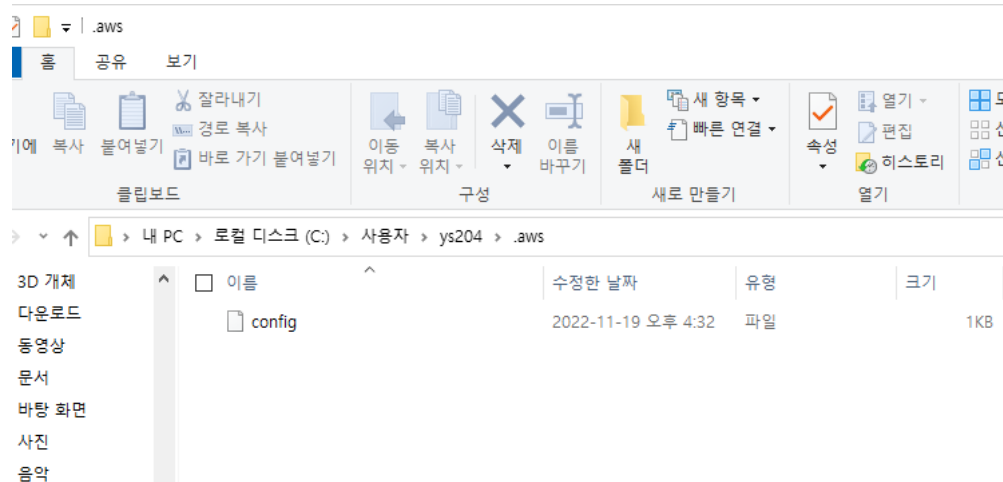 .aws
홈 공유 보기
잘라내기 새 항목
복사 붙여넣기 경로 복사 이동 위치 복사 위치 삭제 이름 바꾸기 새 폴더 빠른 연결 속성 열기 편집
바로 가기 붙여넣기 히스토리
클립보드 구성 새로 만들기 열기
내 PC > 로컬 디스크 (C:) > 사용자 > ys204 > .aws
이름 수정한 날짜 유형 크기
config 2022-11-19 오후 4:32 파일 1KB
3D 개체
다운로드
동영상
문서
바탕 화면
사진
음악